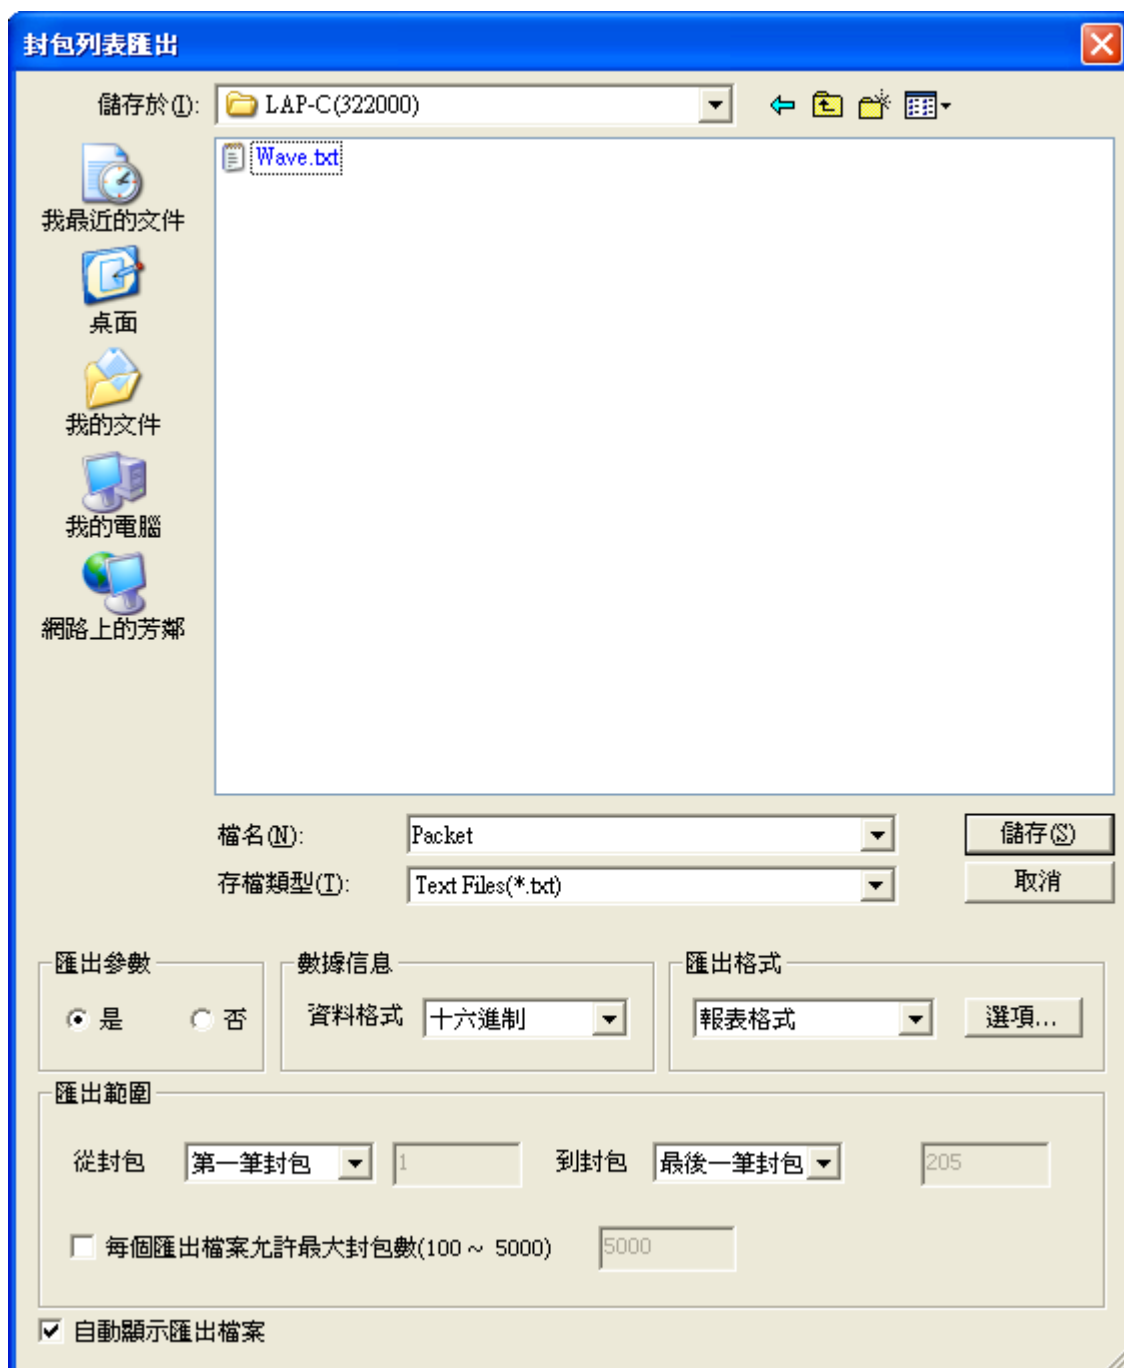 封包列表匯出
儲存於(I): LAP-C(322000)
Wave.txt
我最近的文件
桌面
我的文件
我的電腦
網路上的芳鄰
檔名(N): Packet 儲存(S)
存檔類型(T): Text Files(*.txt) 取消
匯出參數 數據信息 匯出格式
是 否 資料格式 十六進制 報表格式 選項...
匯出範圍
從封包 第一筆封包 1 到封包 最後一筆封包 205
每個匯出檔案允許最大封包數(100 ~ 5000) 5000
自動顯示匯出檔案